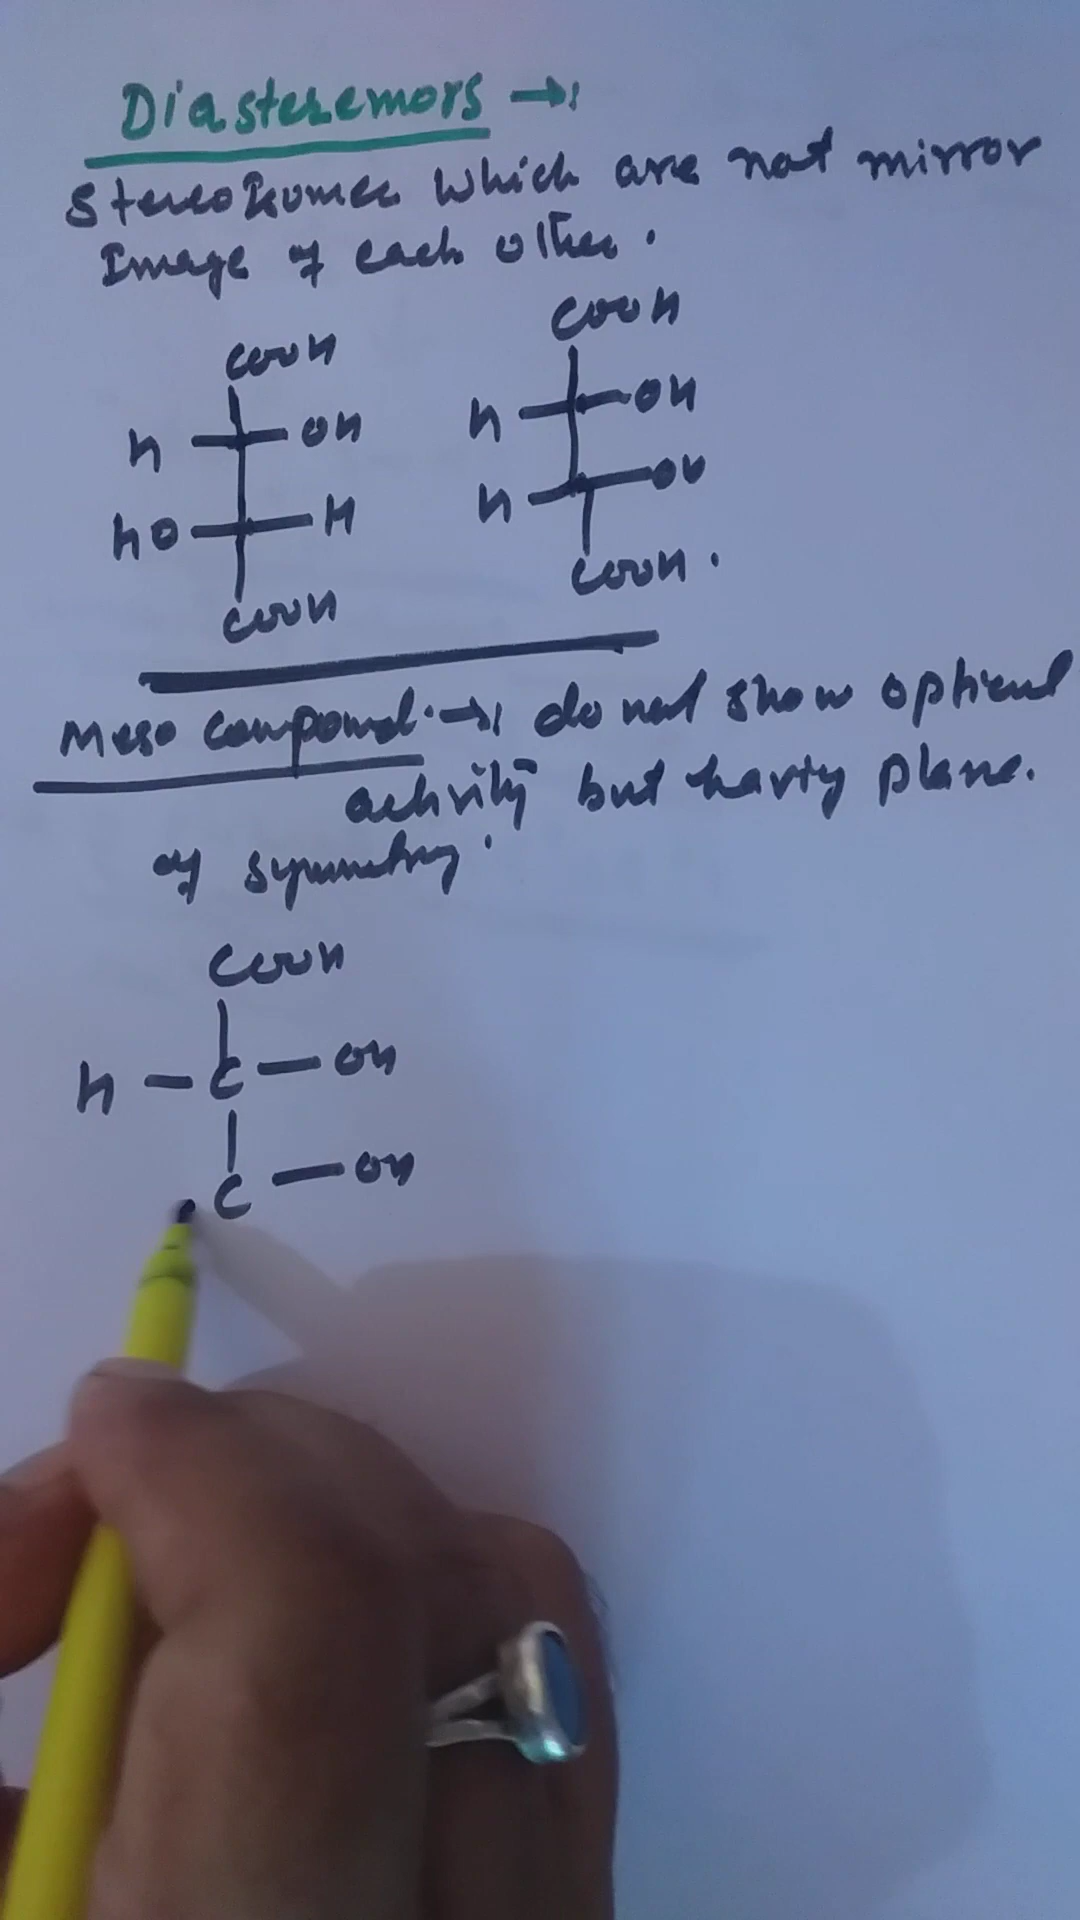 Diasteremors →
Stereoisomer which are not mirror
Image of each other.
COOH COOH
H OH H OH
HO H H OH
COOH COOH.
Meso compound → do not show optical
activity but having plane.
of symmetry.
COOH
H - C - OH
C - OH